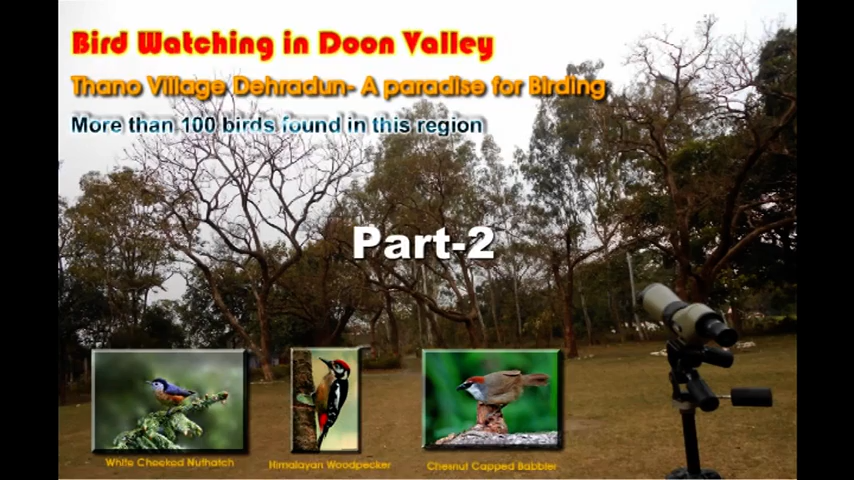 Bird Watching in Doon Valley
Thano Village Dehradun- A paradise for Birding
More than 100 birds found in this region
Part-2
White Cheeked Nuthatch
Himalayan Woodpecker
Chesnut Capped Babbler